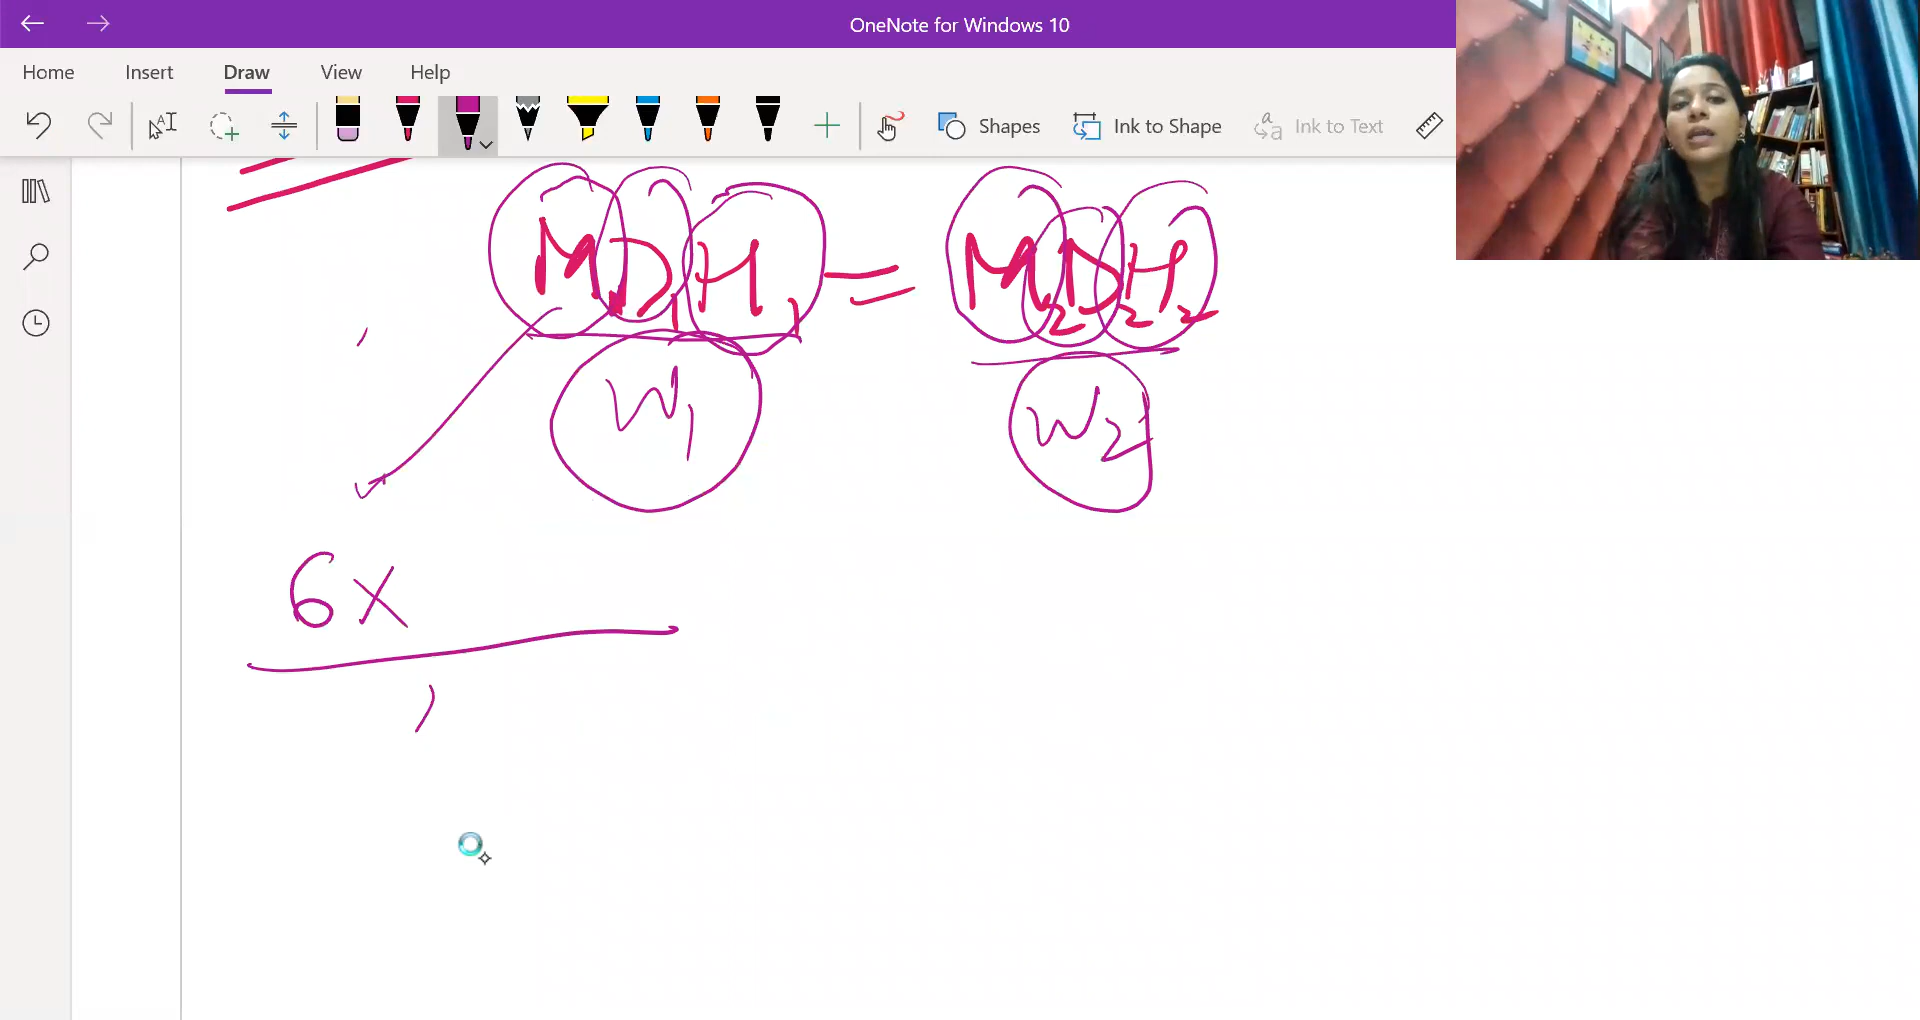 OneNote for Windows 10
Home Insert Draw View Help
Shapes Ink to Shape Ink to Text
M1D1H1 = M2D2H2
W1 W2
6×